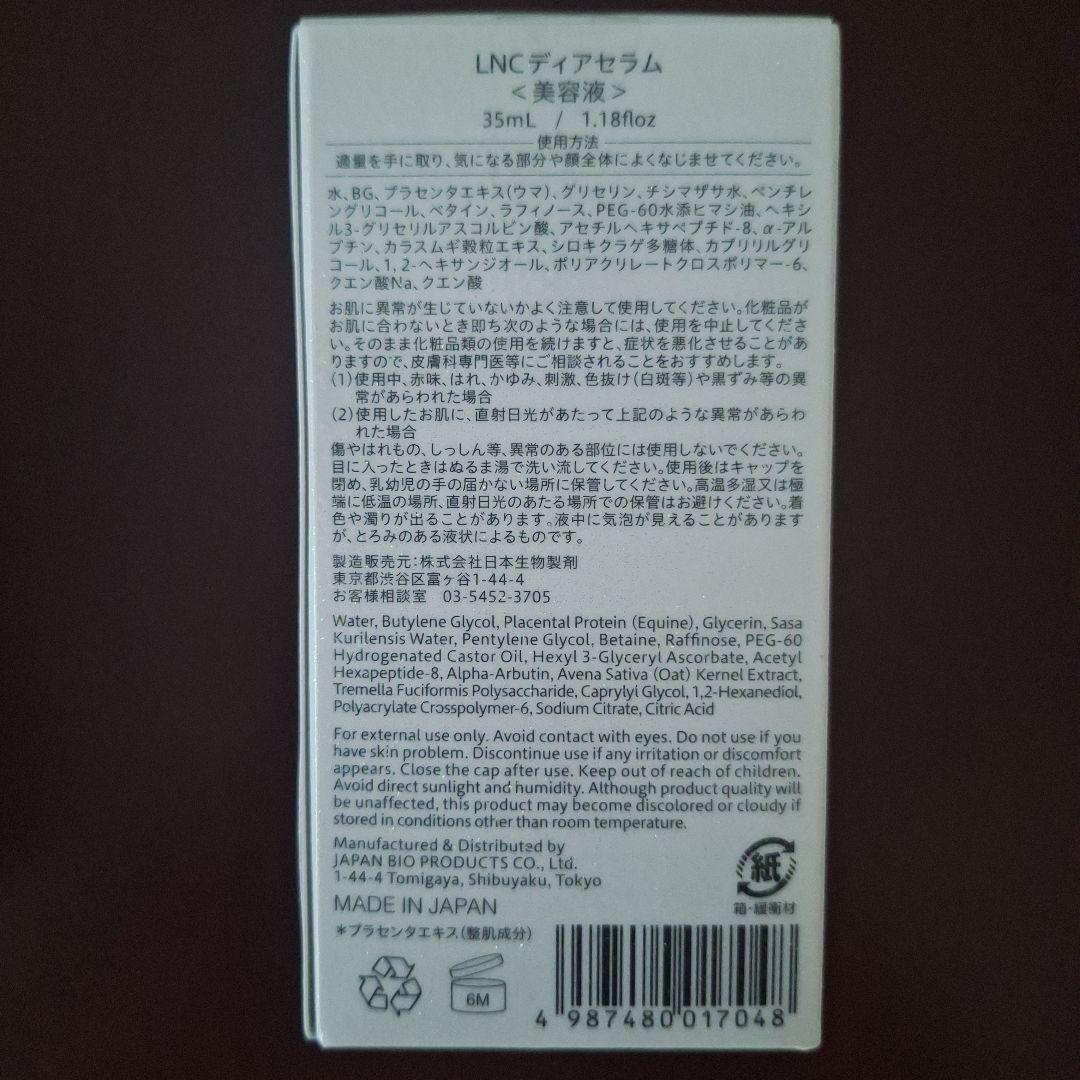 LNCディアセラム
<美容液>
35mL / 1.18floz
使用方法
適量を手に取り、気になる部分や顔全体によくなじませてください。
水、BG、プラセンタエキス(ウマ)、グリセリン、チシマザサ水、ペンチレ
ングリコール、ベタイン、ラフィノース、PEG-60水添ヒマシ油、ヘキシ
ル3-グリセリルアスコルビン酸、アセチルヘキサペプチド-8、α-アル
ブチン、カラスムギ穀粒エキス、シロキクラゲ多糖体、カプリリルグリ
コール、1, 2-ヘキサンジオール、ポリアクリレートクロスポリマー-6、
クエン酸Na、クエン酸
お肌に異常が生じていないかよく注意して使用してください。化粧品が
お肌に合わないとき即ち次のような場合には、使用を中止してくださ
い。そのまま化粧品類の使用を続けますと、症状を悪化させることがあ
りますので、皮膚科専門医等にご相談されることをおすすめします。
(1)使用中、赤味、はれ、かゆみ、刺激、色抜け(白斑等)や黒ずみ等の異
常があらわれた場合
(2)使用したお肌に、直射日光があたって上記のような異常があらわ
れた場合
傷やはれもの、しっしん等、異常のある部位には使用しないでください。
目に入ったときはぬるま湯で洗い流してください。使用後はキャップを
閉め、乳幼児の手の届かない場所に保管してください。高温多湿又は極
端に低温の場所、直射日光のあたる場所での保管はお避けください。着
色や濁りが出ることがあります。液中に気泡が見えることがあります
が、とろみのある液状によるものです。
製造販売元:株式会社日本生物製剤
東京都渋谷区富ヶ谷1-44-4
お客様相談室 03-5452-3705
Water, Butylene Glycol, Placental Protein (Equine), Glycerin, Sasa
Kurilensis Water, Pentylene Glycol, Betaine, Raffinose, PEG-60
Hydrogenated Castor Oil, Hexyl 3-Glyceryl Ascorbate, Acetyl
Hexapeptide-8, Alpha-Arbutin, Avena Sativa (Oat) Kernel Extract,
Tremella Fuciformis Polysaccharide, Caprylyl Glycol, 1,2-Hexanediol,
Polyacrylate Crosspolymer-6, Sodium Citrate, Citric Acid
For external use only. Avoid contact with eyes. Do not use if you
have skin problem. Discontinue use if any irritation or discomfort
appears. Close the cap after use. Keep out of reach of children.
Avoid direct sunlight and humidity. Although product quality will
be unaffected, this product may become discolored or cloudy if
stored in conditions other than room temperature.
Manufactured & Distributed by
JAPAN BIO PRODUCTS CO., Ltd.
1-44-4 Tomigaya, Shibuyaku, Tokyo
MADE IN JAPAN
紙
箱・緩衝材
*プラセンタエキス(整肌成分)
6M
4 987480 017048